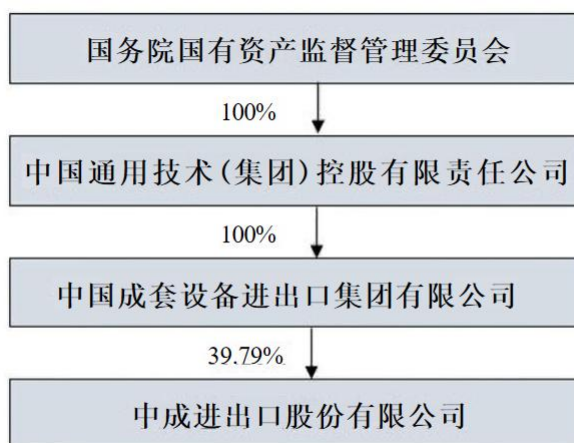 国务院国有资产监督管理委员会
100%
中国通用技术(集团)控股有限责任公司
100%
中国成套设备进出口集团有限公司
39.79%
中成进出口股份有限公司